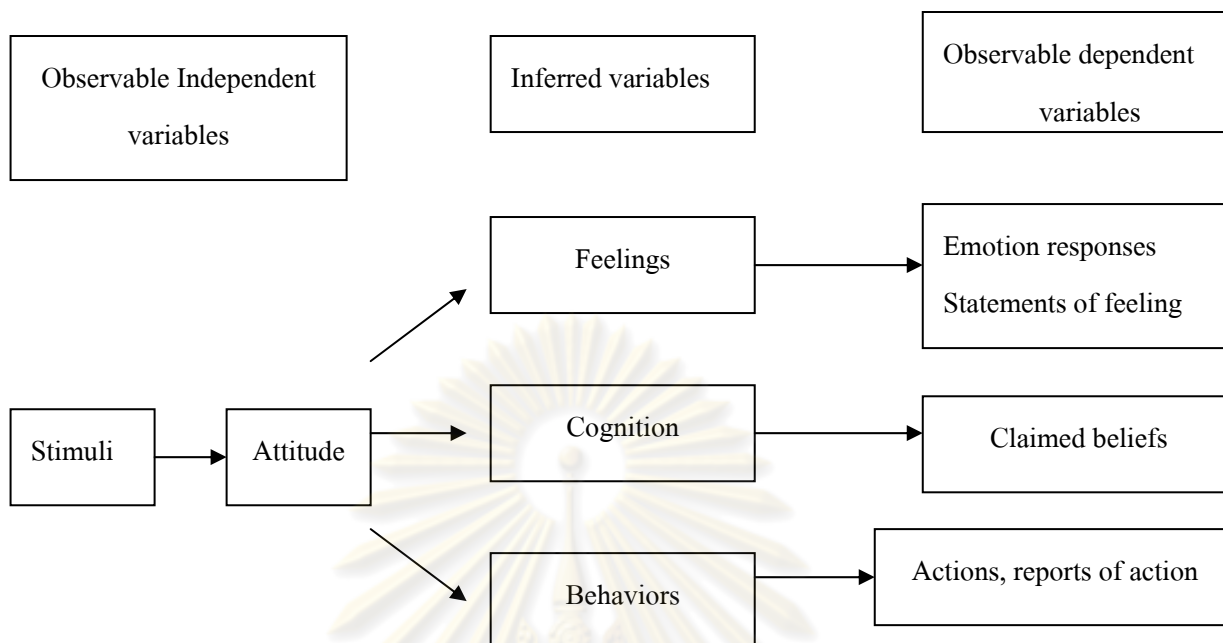 Observable Independent
variables
Inferred variables
Observable dependent
variables
Feelings
Emotion responses
Statements of feeling
Stimuli
Attitude
Cognition
Claimed beliefs
Behaviors
Actions, reports of action